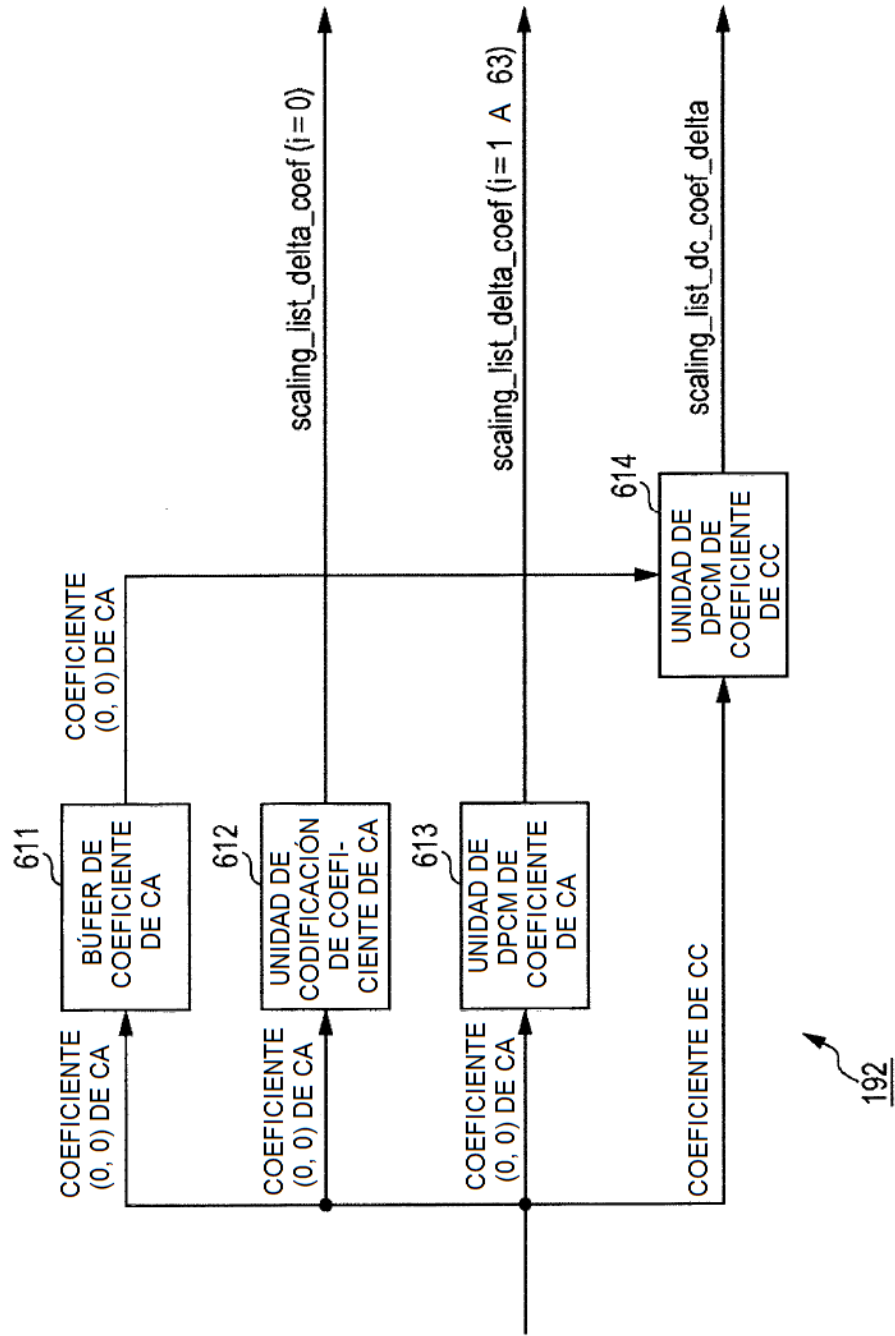 COEFICIENTE
(0, 0) DE CA
611
BÚFER DE
COEFICIENTE
DE CA
COEFICIENTE
(0, 0) DE CA
COEFICIENTE
(0, 0) DE CA
612
UNIDAD DE
CODIFICACIÓN
DE COEFI-
CIENTE DE CA
scaling_list_delta_coef (i = 0)
COEFICIENTE
(0, 0) DE CA
613
UNIDAD DE
DPCM DE
COEFICIENTE
DE CA
scaling_list_delta_coef (i = 1 A 63)
COEFICIENTE DE CC
614
UNIDAD DE
DPCM DE
COEFICIENTE
DE CC
scaling_list_dc_coef_delta
192